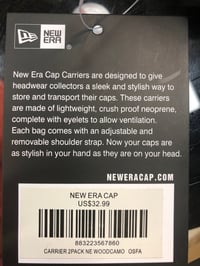 NEW
ERA
New Era Cap Carriers are designed to give
headwear collectors a sleek and stylish way to
store and transport their caps. These carriers
are made of lightweight, crush proof neoprene,
complete with eyelets to allow ventilation.
Each bag comes with an adjustable and
removable shoulder strap. Now your caps are
as stylish in your hand as they are on your head.
NEWERACAP.COM
NEW ERA CAP
US$32.99
883223567860
CARRIER 2PACK NE WOODCAMO OSFA